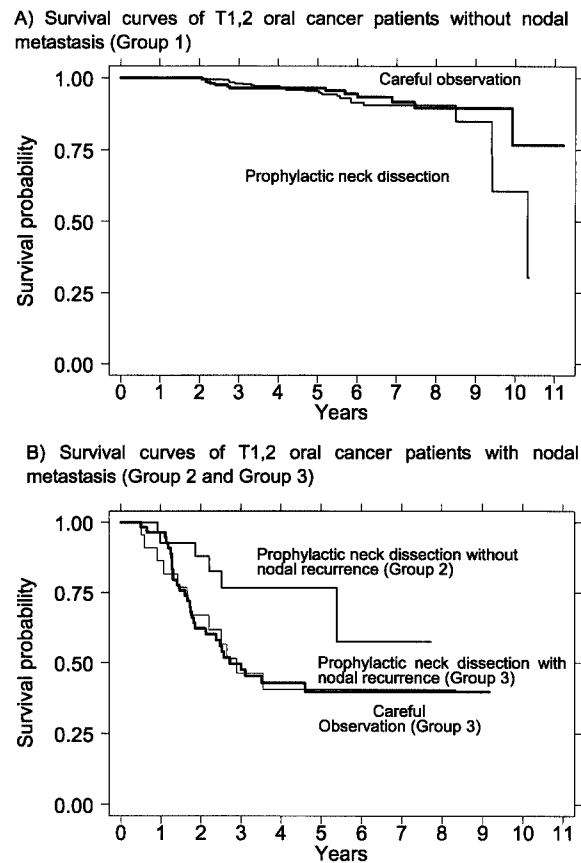 A) Survival curves of T1,2 oral cancer patients without nodal
metastasis (Group 1)
1.00
0.75
0.50
0.25
0.00
Survival probability
Careful observation
Prophylactic neck dissection
0 1 2 3 4 5 6 7 8 9 10 11
Years
B) Survival curves of T1,2 oral cancer patients with nodal
metastasis (Group 2 and Group 3)
1.00
0.75
0.50
0.25
0.00
Survival probability
Prophylactic neck dissection without
nodal recurrence (Group 2)
Prophylactic neck dissection with
nodal recurrence (Group 3)
Careful
Observation (Group 3)
0 1 2 3 4 5 6 7 8 9 10 11
Years